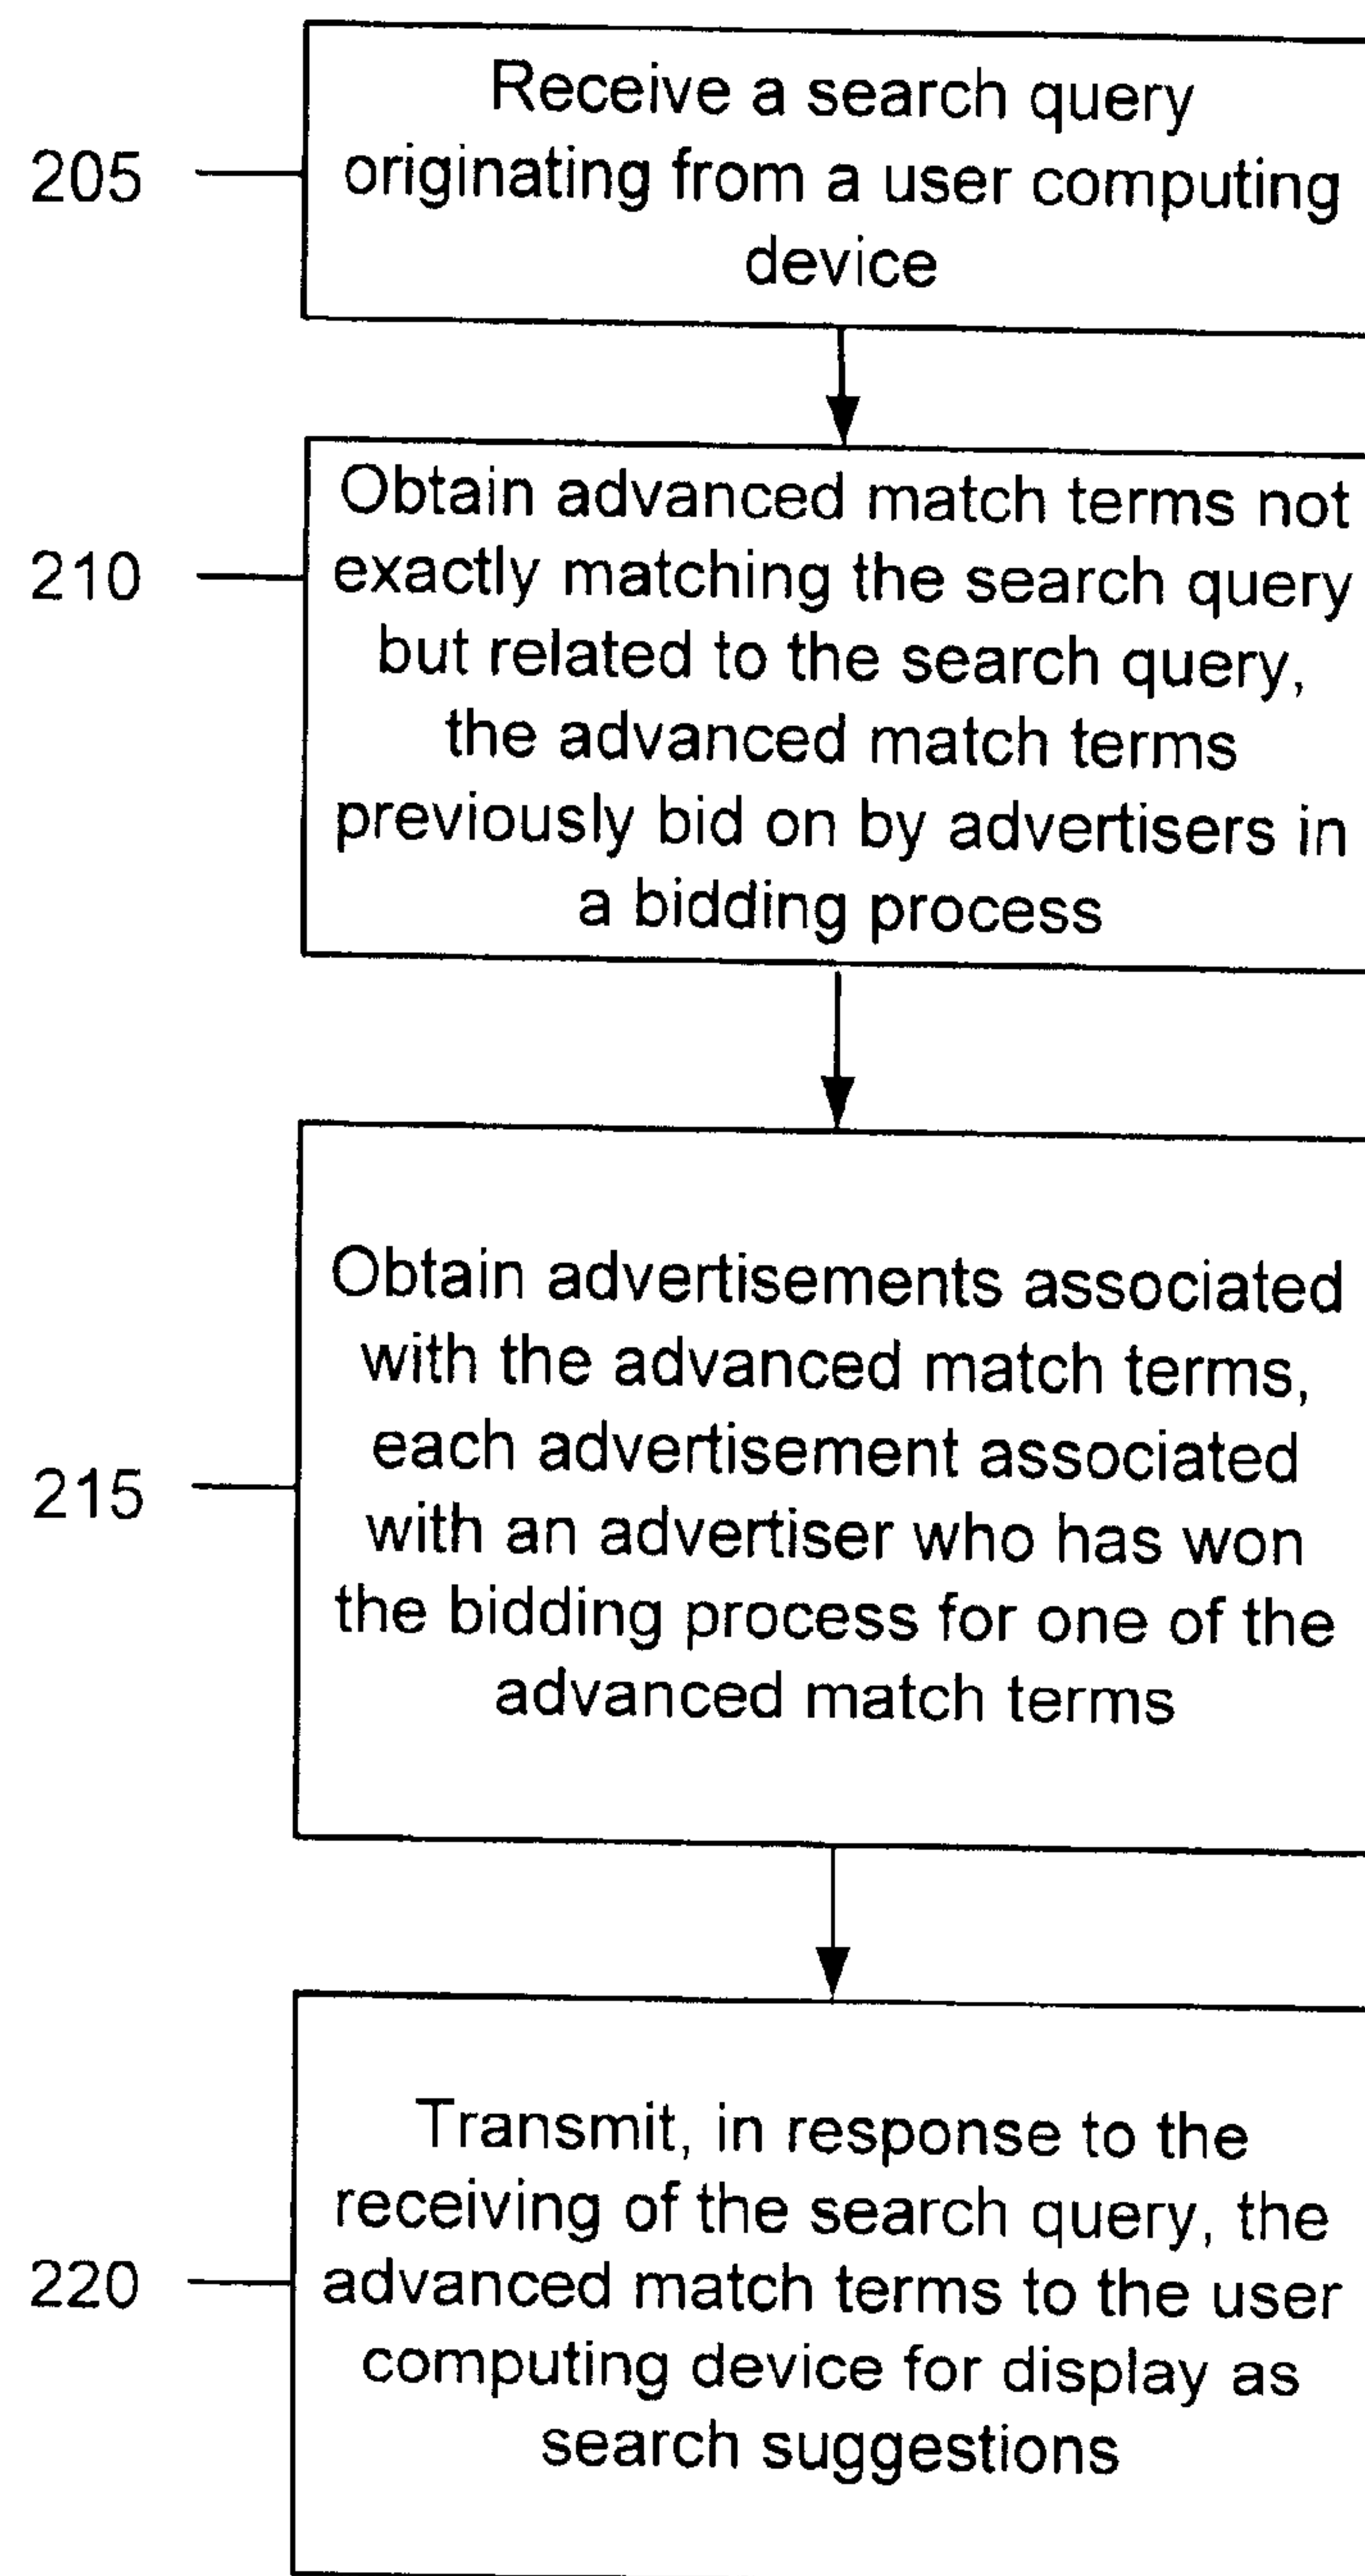 Receive a search query
205
originating from a user computing
device
Obtain advanced match terms not
210
exactly matching the search query
but related to the search query,
the advanced match terms
previously bid on by advertisers in
a bidding process
Obtain advertisements associated
with the advanced match terms,
each advertisement associated
215
with an advertiser who has won
the bidding process for one of the
advanced match terms
Transmit, in response to the
receiving of the search query, the
220
advanced match terms to the user
computing device for display as
search suggestions